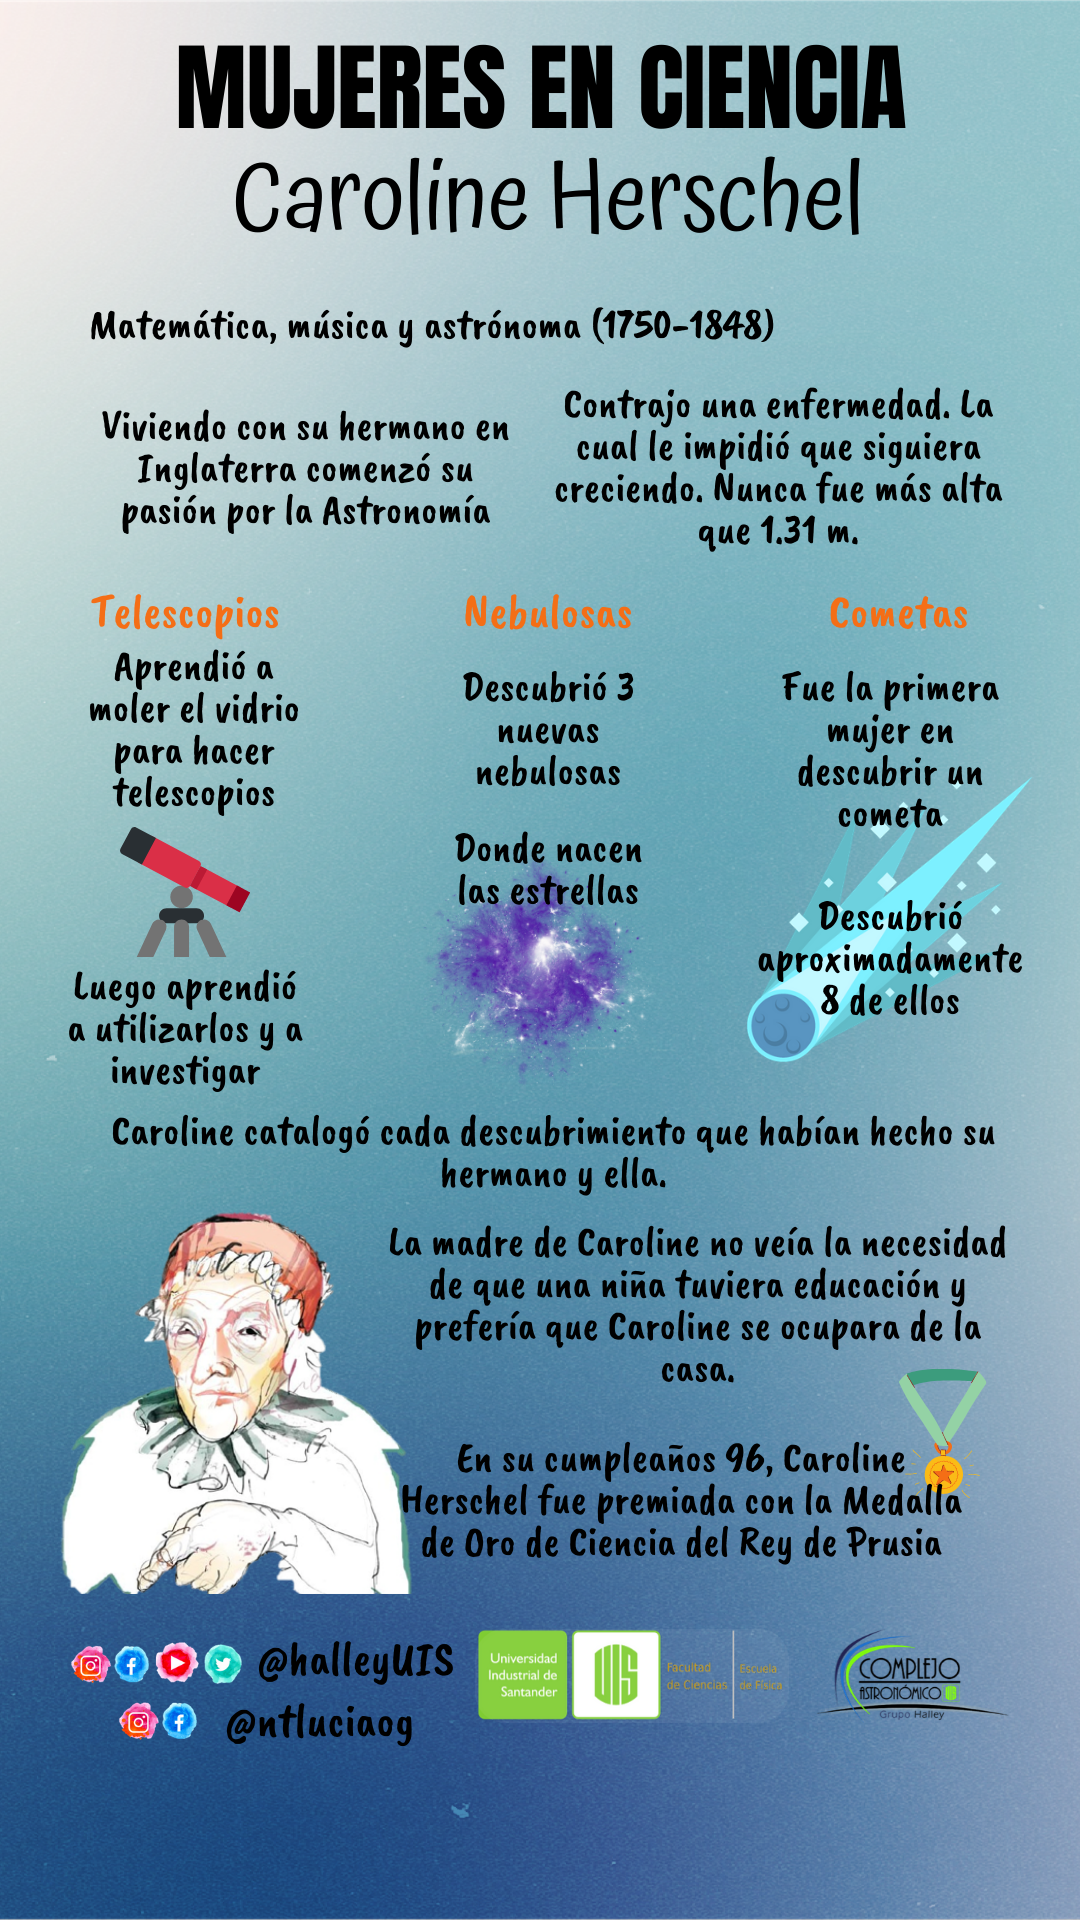 MUJERES EN CIENCIA
Caroline Herschel
Matemática, música y astrónoma (1750-1848)
Viviendo con su hermano en
Inglaterra comenzó su
pasión por la Astronomía
Contrajo una enfermedad. La
cual le impidió que siguiera
creciendo. Nunca fue más alta
que 1.31 m.
Telescopios
Aprendió a
moler el vidrio
para hacer
telescopios
Luego aprendió
a utilizarlos y a
investigar
Nebulosas
Descubrió 3
nuevas
nebulosas
Donde nacen
las estrellas
Cometas
Fue la primera
mujer en
descubrir un
cometa
Descubrió
aproximadamente
8 de ellos
Caroline catalogó cada descubrimiento que habían hecho su
hermano y ella.
La madre de Caroline no veía la necesidad
de que una niña tuviera educación y
prefería que Caroline se ocupara de la
casa.
En su cumpleaños 96, Caroline
Herschel fue premiada con la Medalla
de Oro de Ciencia del Rey de Prusia
@halleyUIS
@ntluciaog
Universidad
Industrial de
Santander
UIS
Facultad
de Ciencias
Escuela
de Física
COMPLEJO
ASTRONÓMICO
Grupo Halley